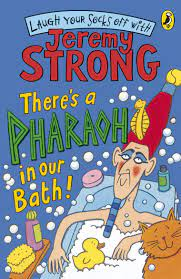 LAUGH YOUR SOCKS OFF WITH
Jeremy
STRONG
There's a
PHARAOH
in our
Bath!